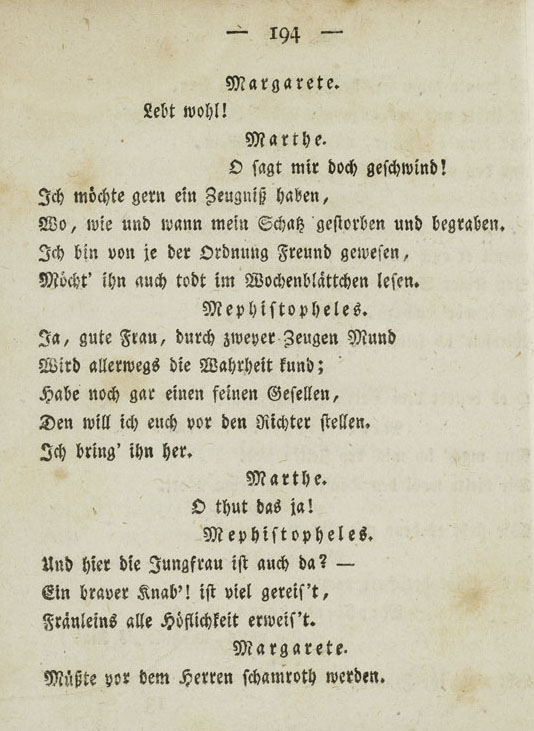 — 194 —
Margarete.
Lebt wohl!
Marthe.
O sagt mir doch geschwind!
Ich möchte gern ein Zeugniß haben,
Wo, wie und wann mein Schatz gestorben und begraben.
Ich bin von je der Ordnung Freund gewesen,
Möcht' ihn auch todt im Wochenblättchen lesen.
Mephistopheles.
Ja, gute Frau, durch zweyer Zeugen Mund
Wird allerwegs die Wahrheit kund;
Habe noch gar einen feinen Gesellen,
Den will ich euch vor den Richter stellen.
Ich bring' ihn her.
Marthe.
O thut das ja!
Mephistopheles.
Und hier die Jungfrau ist auch da? —
Ein braver Knab'! ist viel gereis't,
Fräuleins alle Höflichkeit erweis't.
Margarete.
Müßte vor dem Herren schamroth werden.